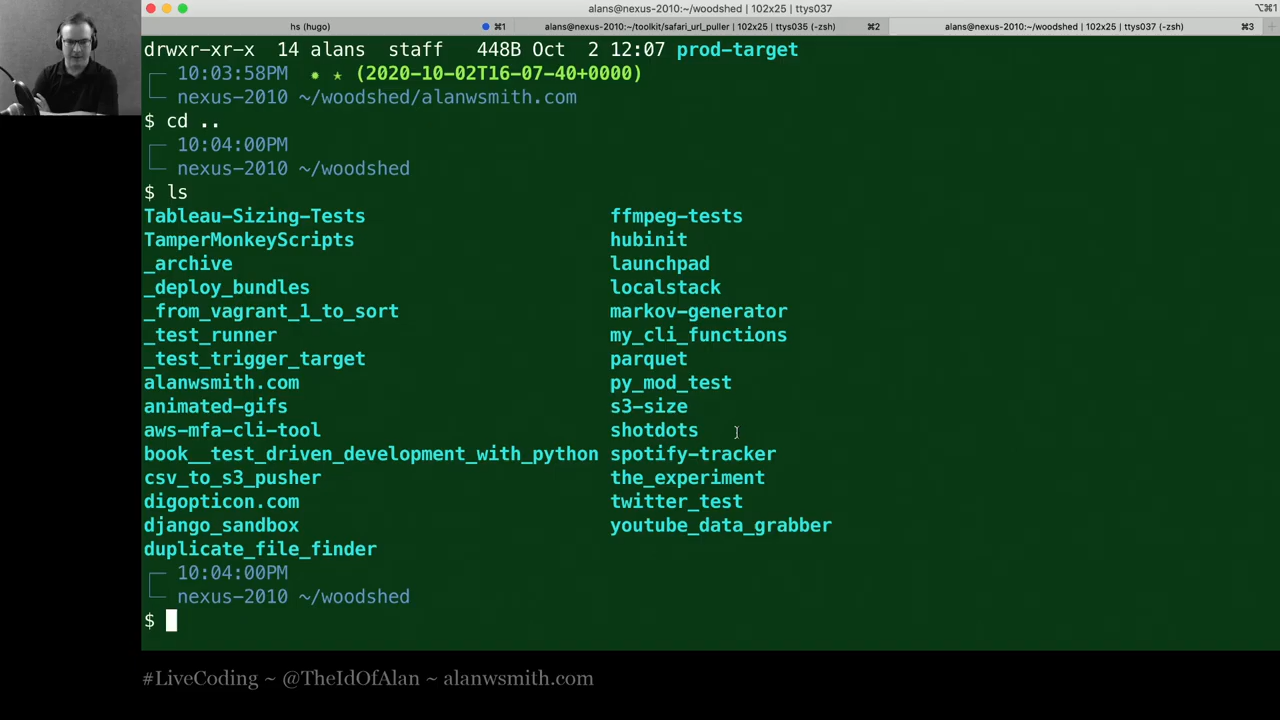 alans@nexus-2010:~/woodshed | 102x25 | ttys037
⌥⌘1
hs (hugo) ⌘1 alans@nexus-2010:~/toolkit/safari_url_puller | 102x25 | ttys035 (-zsh) ⌘2 alans@nexus-2010:~/woodshed | 102x25 | ttys037 (-zsh) ⌘3
drwxr-xr-x 14 alans staff 448B Oct 2 12:07 prod-target
10:03:58PM ✹ ★ (2020-10-02T16-07-40+0000)
nexus-2010 ~/woodshed/alanwsmith.com
$ cd ..
10:04:00PM
nexus-2010 ~/woodshed
$ ls
Tableau-Sizing-Tests ffmpeg-tests
TamperMonkeyScripts hubinit
_archive launchpad
_deploy_bundles localstack
_from_vagrant_1_to_sort markov-generator
_test_runner my_cli_functions
_test_trigger_target parquet
alanwsmith.com py_mod_test
animated-gifs s3-size
aws-mfa-cli-tool shotdots
book__test_driven_development_with_python spotify-tracker
csv_to_s3_pusher the_experiment
digopticon.com twitter_test
django_sandbox youtube_data_grabber
duplicate_file_finder
10:04:00PM
nexus-2010 ~/woodshed
$
#LiveCoding ~ @TheIdOfAlan ~ alanwsmith.com